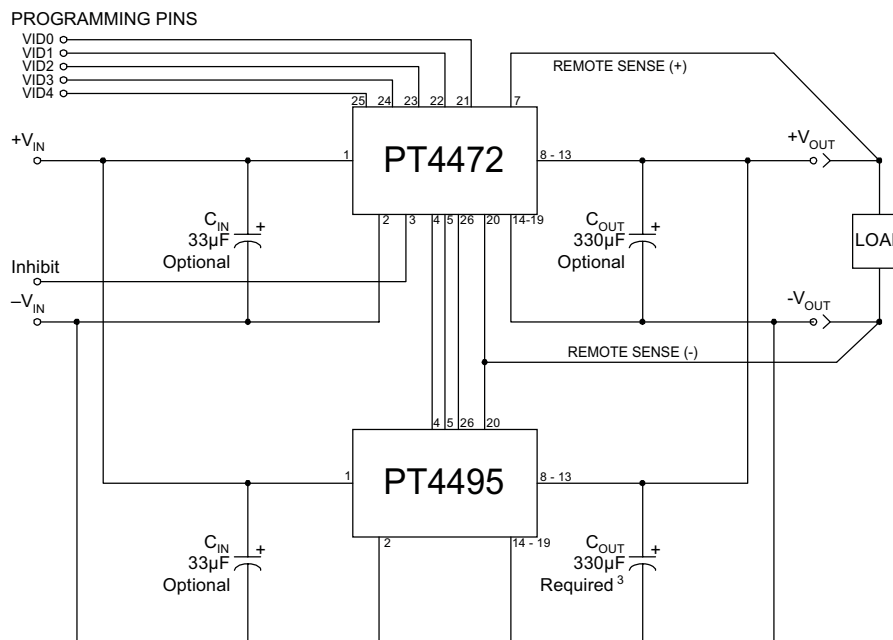 PROGRAMMING PINS
VID0
VID1
VID2
VID3
VID4
25 24 23 22 21 7
REMOTE SENSE (+)
+VIN
1
PT4472
8 - 13
+VOUT
2 3 4 5 26 20 14-19
CIN
+
33µF
Optional
COUT
+
330µF
Optional
LOA
Inhibit
–VIN
-VOUT
REMOTE SENSE (-)
4 5 26 20
1
PT4495
8 - 13
2
14 - 19
CIN
+
33µF
Optional
COUT
+
330µF
Required 3